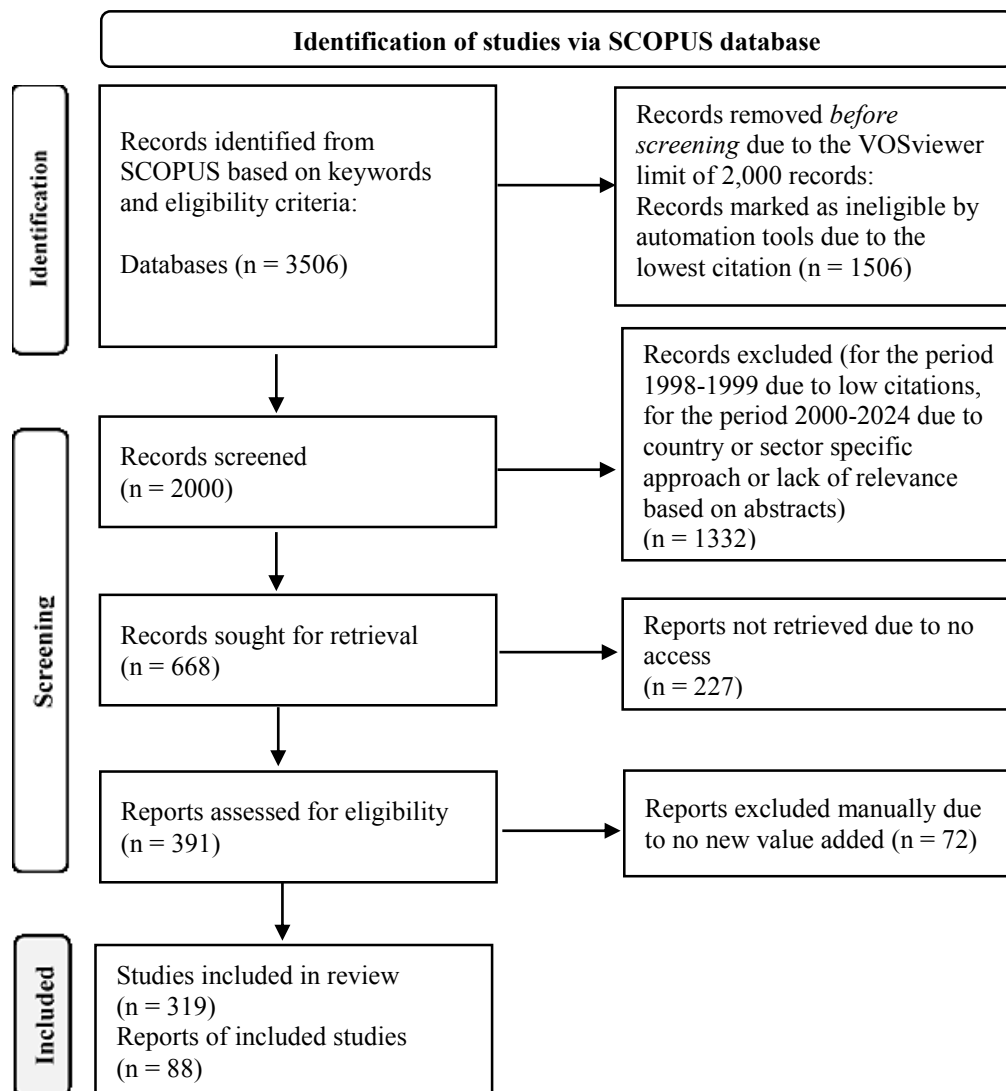 Identification of studies via SCOPUS database
Identification
Records identified from
SCOPUS based on keywords
and eligibility criteria:
Databases (n = 3506)
Records removed before
screening due to the VOSviewer
limit of 2,000 records:
Records marked as ineligible by
automation tools due to the
lowest citation (n = 1506)
Screening
Records screened
(n = 2000)
Records excluded (for the period
1998-1999 due to low citations,
for the period 2000-2024 due to
country or sector specific
approach or lack of relevance
based on abstracts)
(n = 1332)
Records sought for retrieval
(n = 668)
Reports not retrieved due to no
access
(n = 227)
Reports assessed for eligibility
(n = 391)
Reports excluded manually due
to no new value added (n = 72)
Included
Studies included in review
(n = 319)
Reports of included studies
(n = 88)